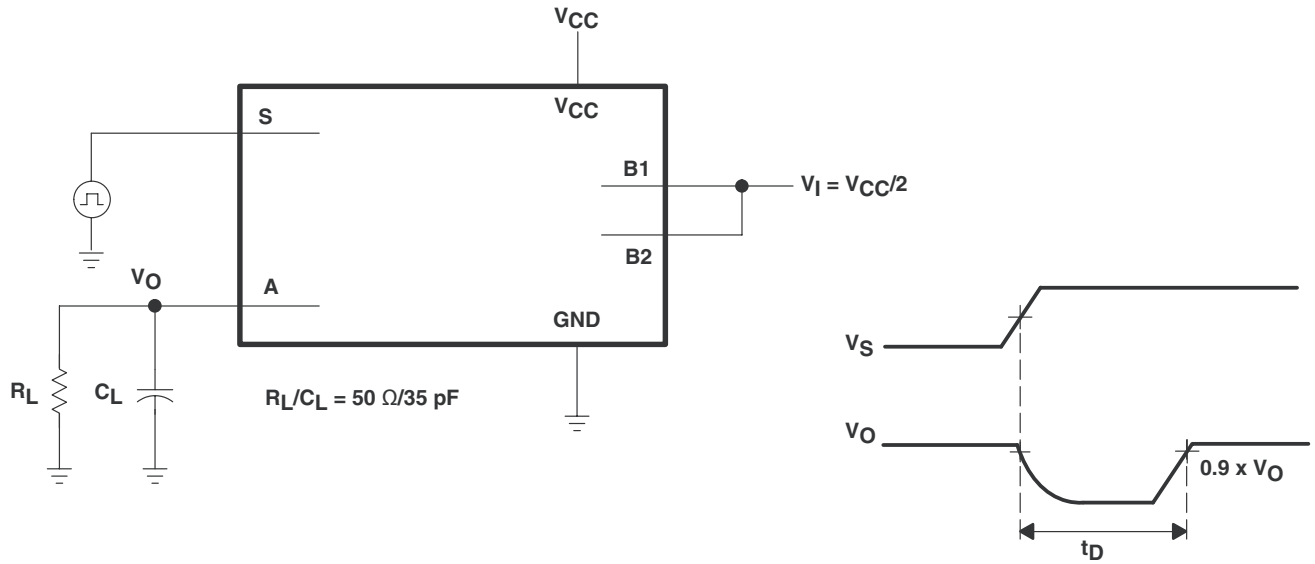 VCC
S
VCC
B1
VI = VCC/2
B2
VO
A
GND
RL
CL
RL/CL = 50 Ω/35 pF
VS
VO
0.9 x VO
tD